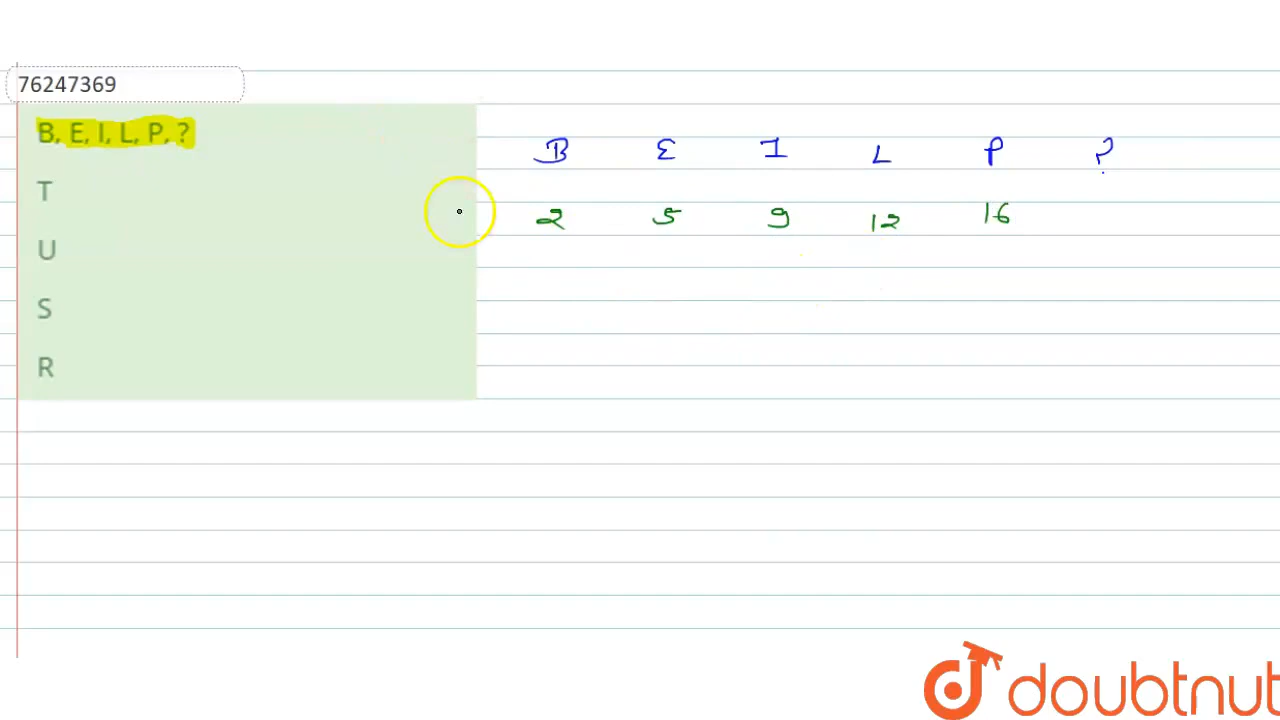 76247369
B, E, I, L, P, ?
T
U
S
R
B E I L P ?
2 5 9 12 16
doubtnut